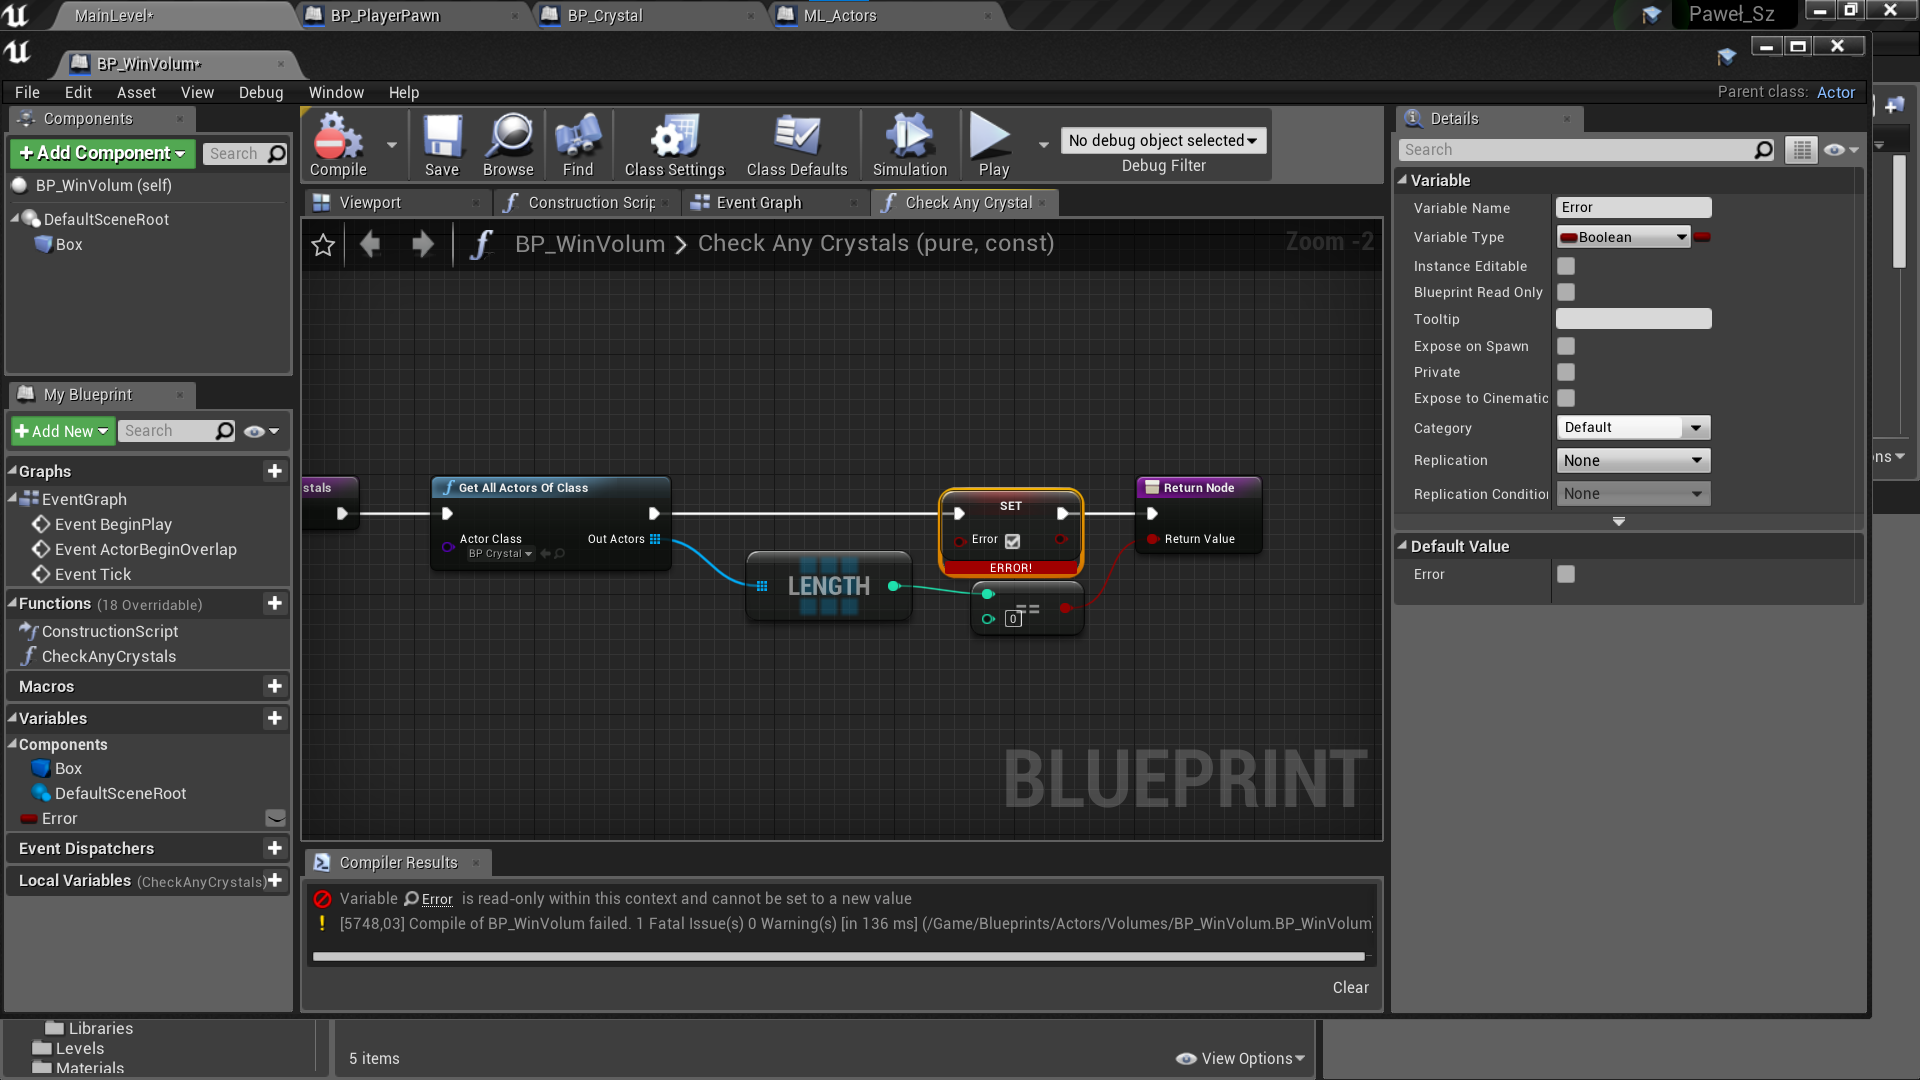 MainLevel*
BP_PlayerPawn
BP_Crystal
ML_Actors
Paweł_Sz
BP_WinVolum*
File Edit Asset View Debug Window Help
Parent class: Actor
Components
+Add Component
Search
BP_WinVolum (self)
DefaultSceneRoot
Box
Compile
Save
Browse
Find
Class Settings
Class Defaults
Simulation
Play
No debug object selected
Debug Filter
Viewport
Construction Scrip
Event Graph
Check Any Crystal
BP_WinVolum > Check Any Crystals (pure, const)
Zoom -2
My Blueprint
+Add New
Search
Graphs
EventGraph
Event BeginPlay
Event ActorBeginOverlap
Event Tick
Functions (18 Overridable)
ConstructionScript
CheckAnyCrystals
Macros
Variables
Components
Box
DefaultSceneRoot
Error
Event Dispatchers
Local Variables (CheckAnyCrystals)
stals
Get All Actors Of Class
Actor Class
BP Crystal
Out Actors
LENGTH
SET
Error
ERROR!
==
0
Return Node
Return Value
BLUEPRINT
Compiler Results
Variable Error is read-only within this context and cannot be set to a new value
[5748,03] Compile of BP_WinVolum failed. 1 Fatal Issue(s) 0 Warning(s) [in 136 ms] (/Game/Blueprints/Actors/Volumes/BP_WinVolum.BP_WinVolum
Clear
Details
Search
Variable
Variable Name
Error
Variable Type
Boolean
Instance Editable
Blueprint Read Only
Tooltip
Expose on Spawn
Private
Expose to Cinematic
Category
Default
Replication
None
Replication Condition
None
Default Value
Error
ns
Libraries
Levels
Materials
5 items
View Options